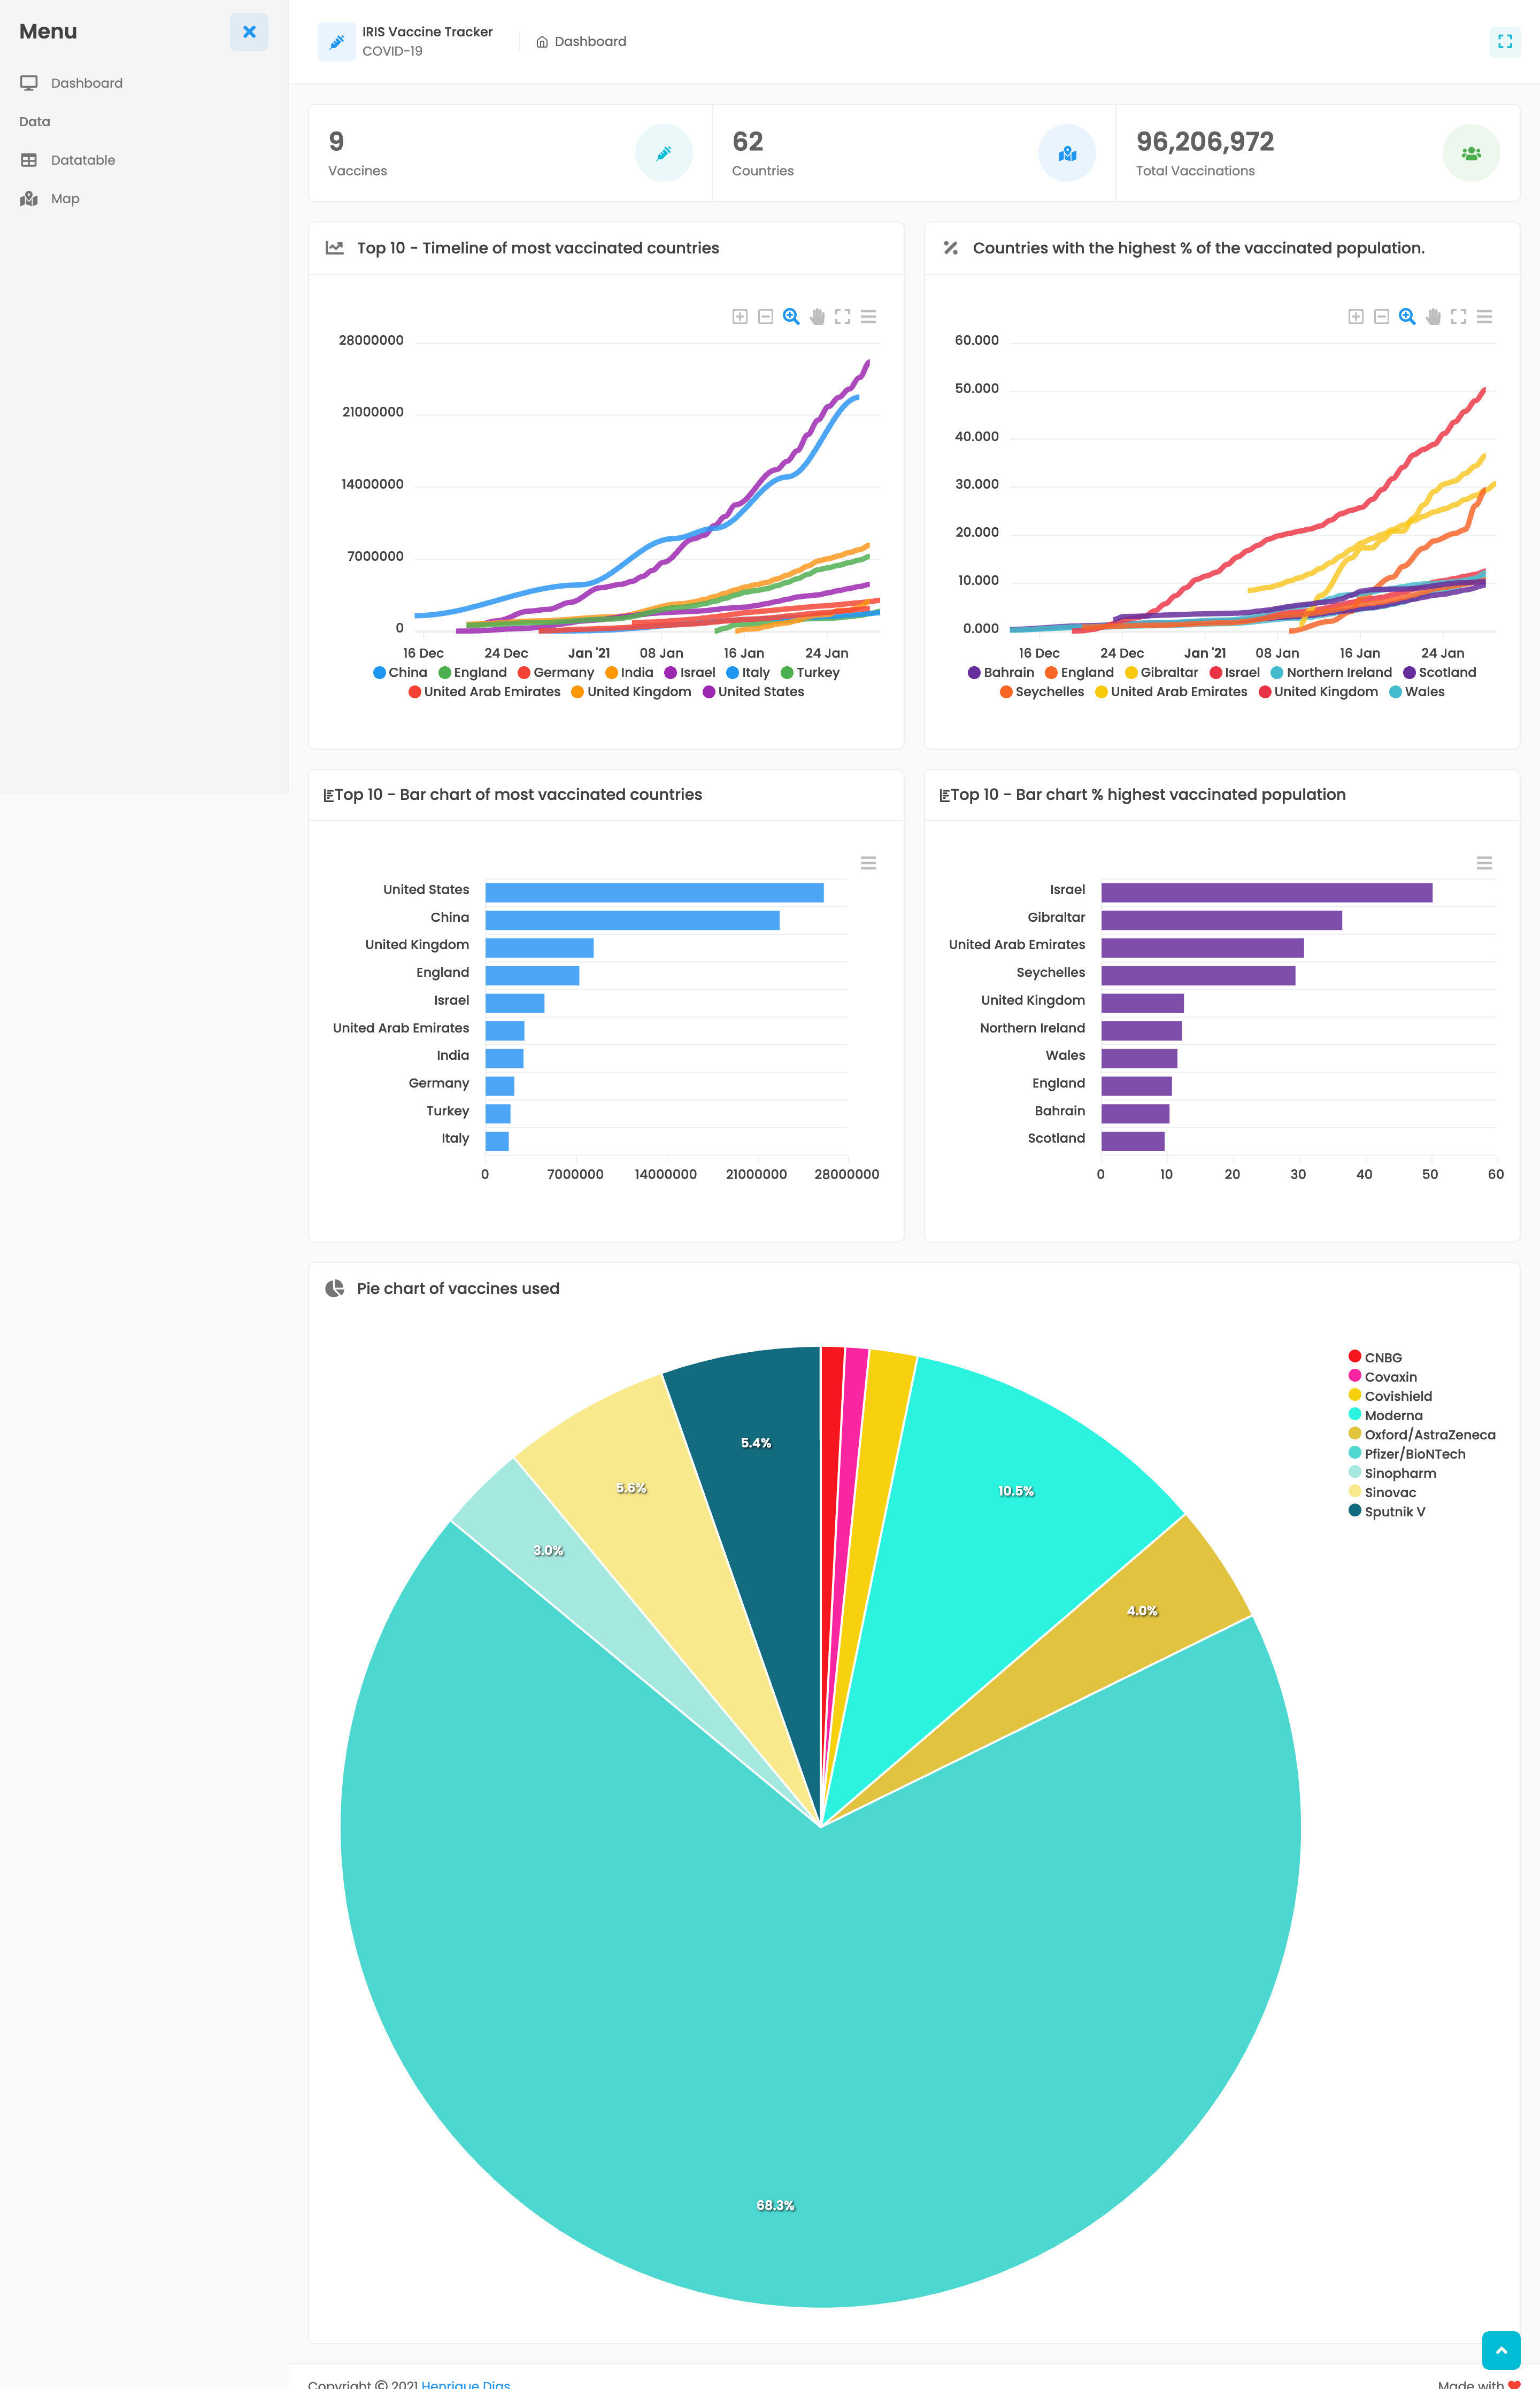 Menu
Dashboard
Data
Datatable
Map
IRIS Vaccine Tracker
COVID-19
Dashboard
9
Vaccines
62
Countries
96,206,972
Total Vaccinations
Top 10 - Timeline of most vaccinated countries
28000000
21000000
14000000
7000000
0
16 Dec 24 Dec Jan '21 08 Jan 16 Jan 24 Jan
China England Germany India Israel Italy Turkey
United Arab Emirates United Kingdom United States
Countries with the highest % of the vaccinated population.
60.000
50.000
40.000
30.000
20.000
10.000
0.000
16 Dec 24 Dec Jan '21 08 Jan 16 Jan 24 Jan
Bahrain England Gibraltar Israel Northern Ireland Scotland
Seychelles United Arab Emirates United Kingdom Wales
Top 10 - Bar chart of most vaccinated countries
United States
China
United Kingdom
England
Israel
United Arab Emirates
India
Germany
Turkey
Italy
0 7000000 14000000 21000000 28000000
Top 10 - Bar chart % highest vaccinated population
Israel
Gibraltar
United Arab Emirates
Seychelles
United Kingdom
Northern Ireland
Wales
England
Bahrain
Scotland
0 10 20 30 40 50 60
Pie chart of vaccines used
CNBG
Covaxin
Covishield
Moderna
Oxford/AstraZeneca
Pfizer/BioNTech
Sinopharm
Sinovac
Sputnik V
5.4%
5.6%
10.5%
3.0%
4.0%
68.3%
Copyright © 2021 Henrique Dias
Made with